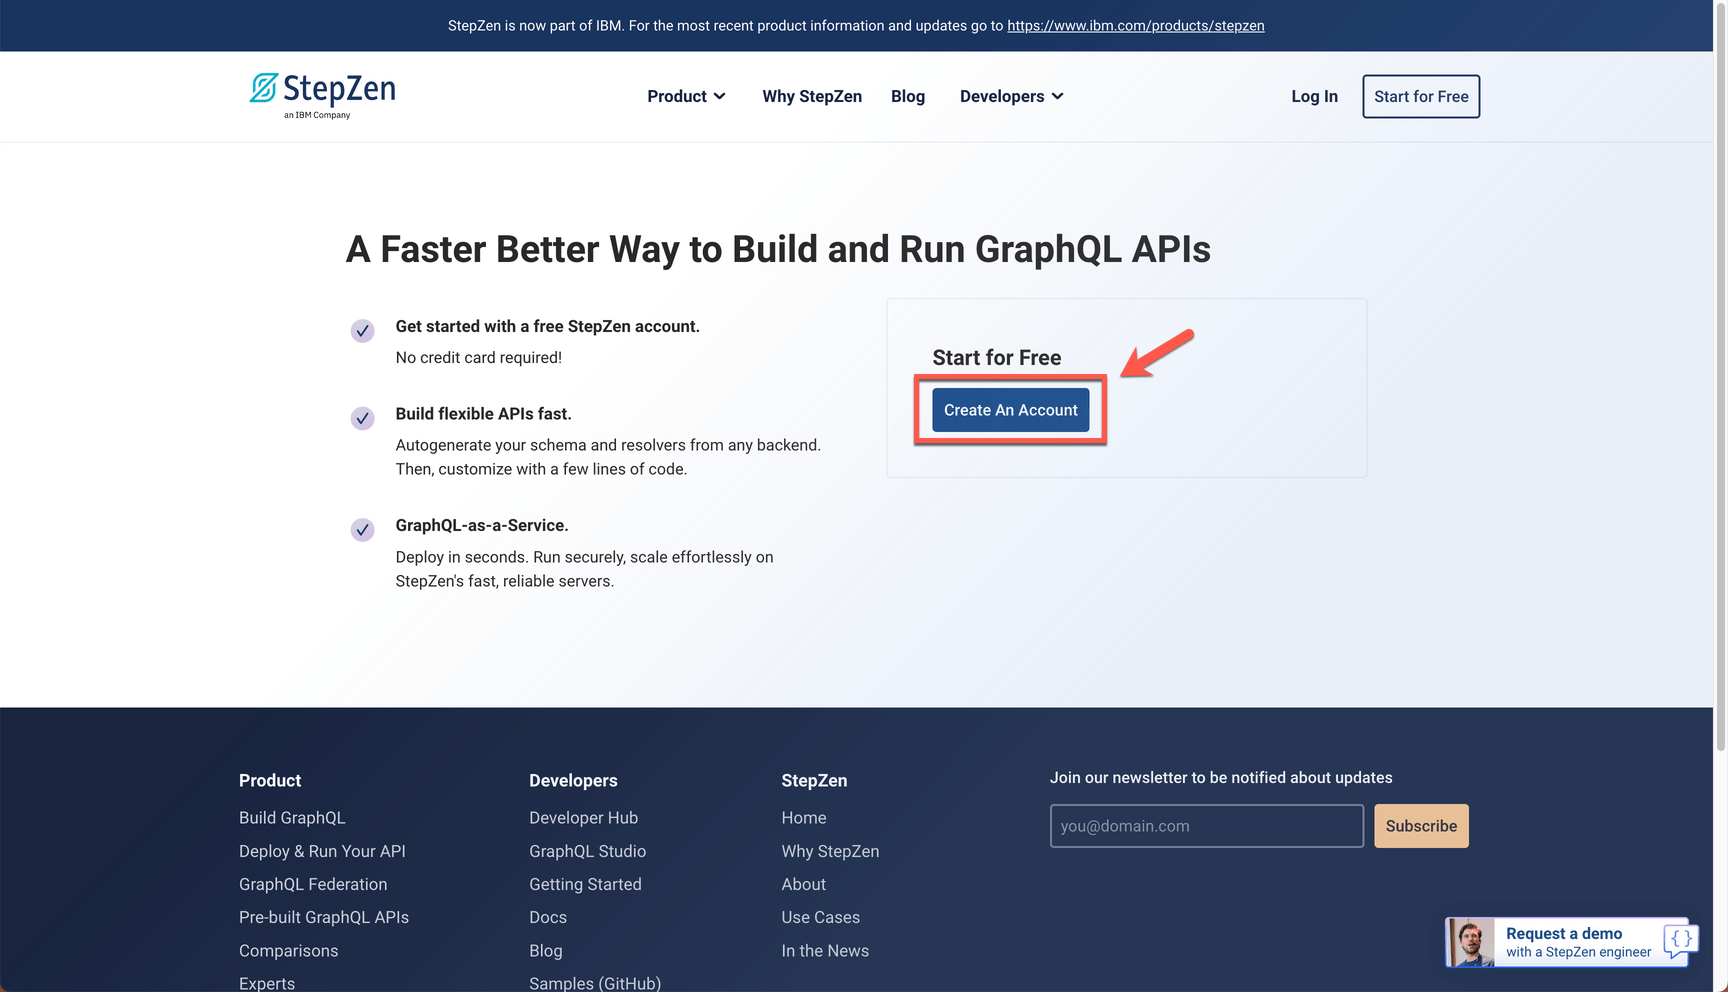 StepZen is now part of IBM. For the most recent product information and updates go to https://www.ibm.com/products/stepzen
StepZen
an IBM Company
Product
Why StepZen
Blog
Developers
Log In
Start for Free
A Faster Better Way to Build and Run GraphQL APIs
Get started with a free StepZen account.
No credit card required!
Build flexible APIs fast.
Autogenerate your schema and resolvers from any backend.
Then, customize with a few lines of code.
GraphQL-as-a-Service.
Deploy in seconds. Run securely, scale effortlessly on
StepZen's fast, reliable servers.
Start for Free
Create An Account
Product
Build GraphQL
Deploy & Run Your API
GraphQL Federation
Pre-built GraphQL APIs
Comparisons
Experts
Developers
Developer Hub
GraphQL Studio
Getting Started
Docs
Blog
Samples (GitHub)
StepZen
Home
Why StepZen
About
Use Cases
In the News
Join our newsletter to be notified about updates
you@domain.com
Subscribe
Request a demo
with a StepZen engineer
{}